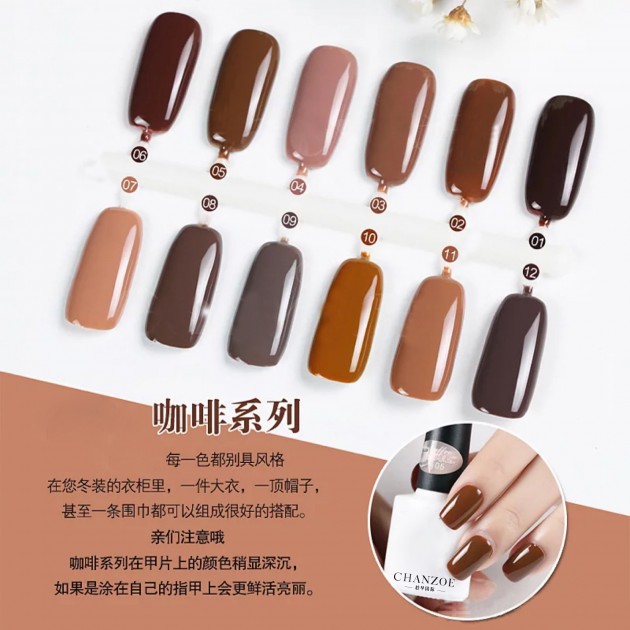 06
05
04
03
02
01
07
08
09
10
11
12
咖啡系列
每一色都别具风格
在您冬装的衣柜里，一件大衣，一顶帽子，
甚至一条围巾都可以组成很好的搭配。
亲们注意哦
咖啡系列在甲片上的颜色稍显深沉，
如果是涂在自己的指甲上会更鲜活亮丽。
CHANZOE